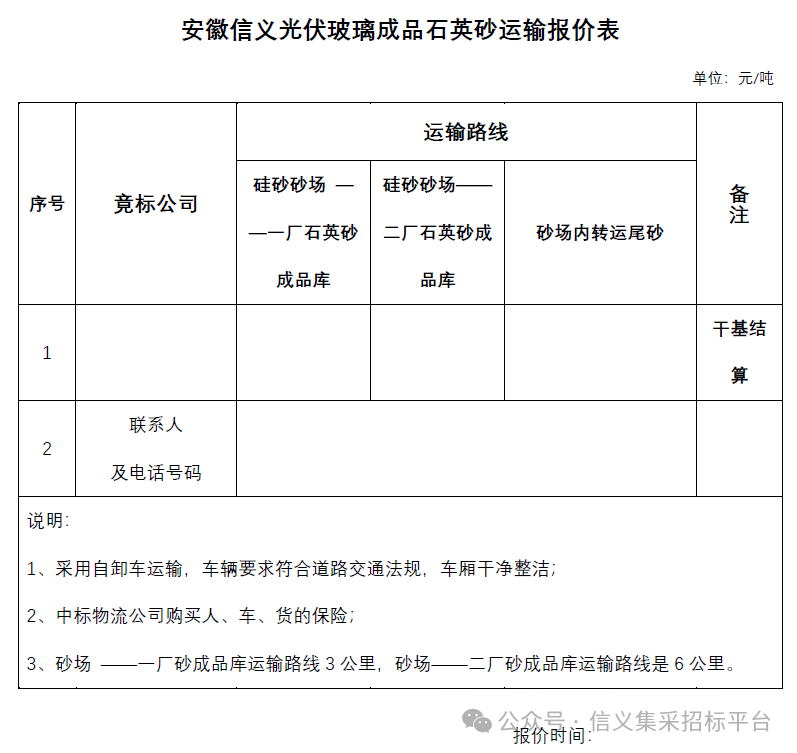 安徽信义光伏玻璃成品石英砂运输报价表
单位：元/吨
序号
竟标公司
运输路线
备
注
硅砂砂场 —
—一厂石英砂
成品库
硅砂砂场——
二厂石英砂成
品库
砂场内转运尾砂
1
干基结
算
2
联系人
及电话号码
说明：
1、采用自卸车运输，车辆要求符合道路交通法规，车厢干净整洁；
2、中标物流公司购买人、车、货的保险；
3、砂场 ——一厂砂成品库运输路线 3 公里，砂场——二厂砂成品库运输路线是 6 公里。
公众号·信义集采招标平台
报价时间：